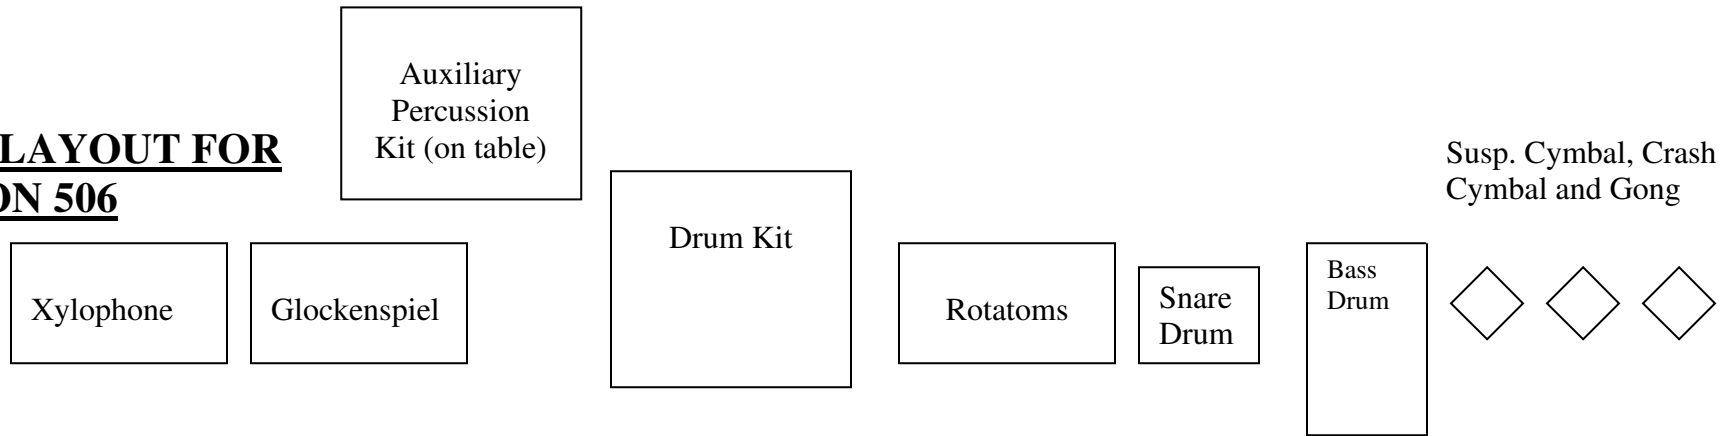 Auxiliary
Percussion
Kit (on table)
LAYOUT FOR
ON 506
Susp. Cymbal, Crash
Cymbal and Gong
Drum Kit
Xylophone
Glockenspiel
Rotatoms
Snare
Drum
Bass
Drum